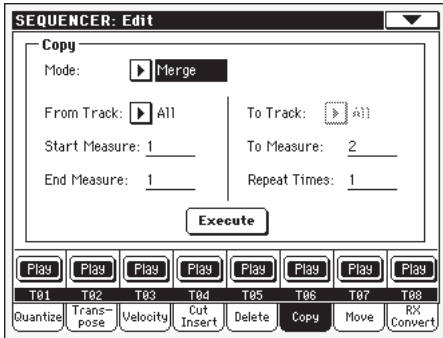 SEQUENCER: Edit
Copy
Mode: Merge
From Track: All To Track: All
Start Measure: 1 To Measure: 2
End Measure: 1 Repeat Times: 1
Execute
Play Play Play Play Play Play Play Play
T01 T02 T03 T04 T05 T06 T07 T08
Quantize Trans-pose Velocity Cut Insert Delete Copy Move RX Convert